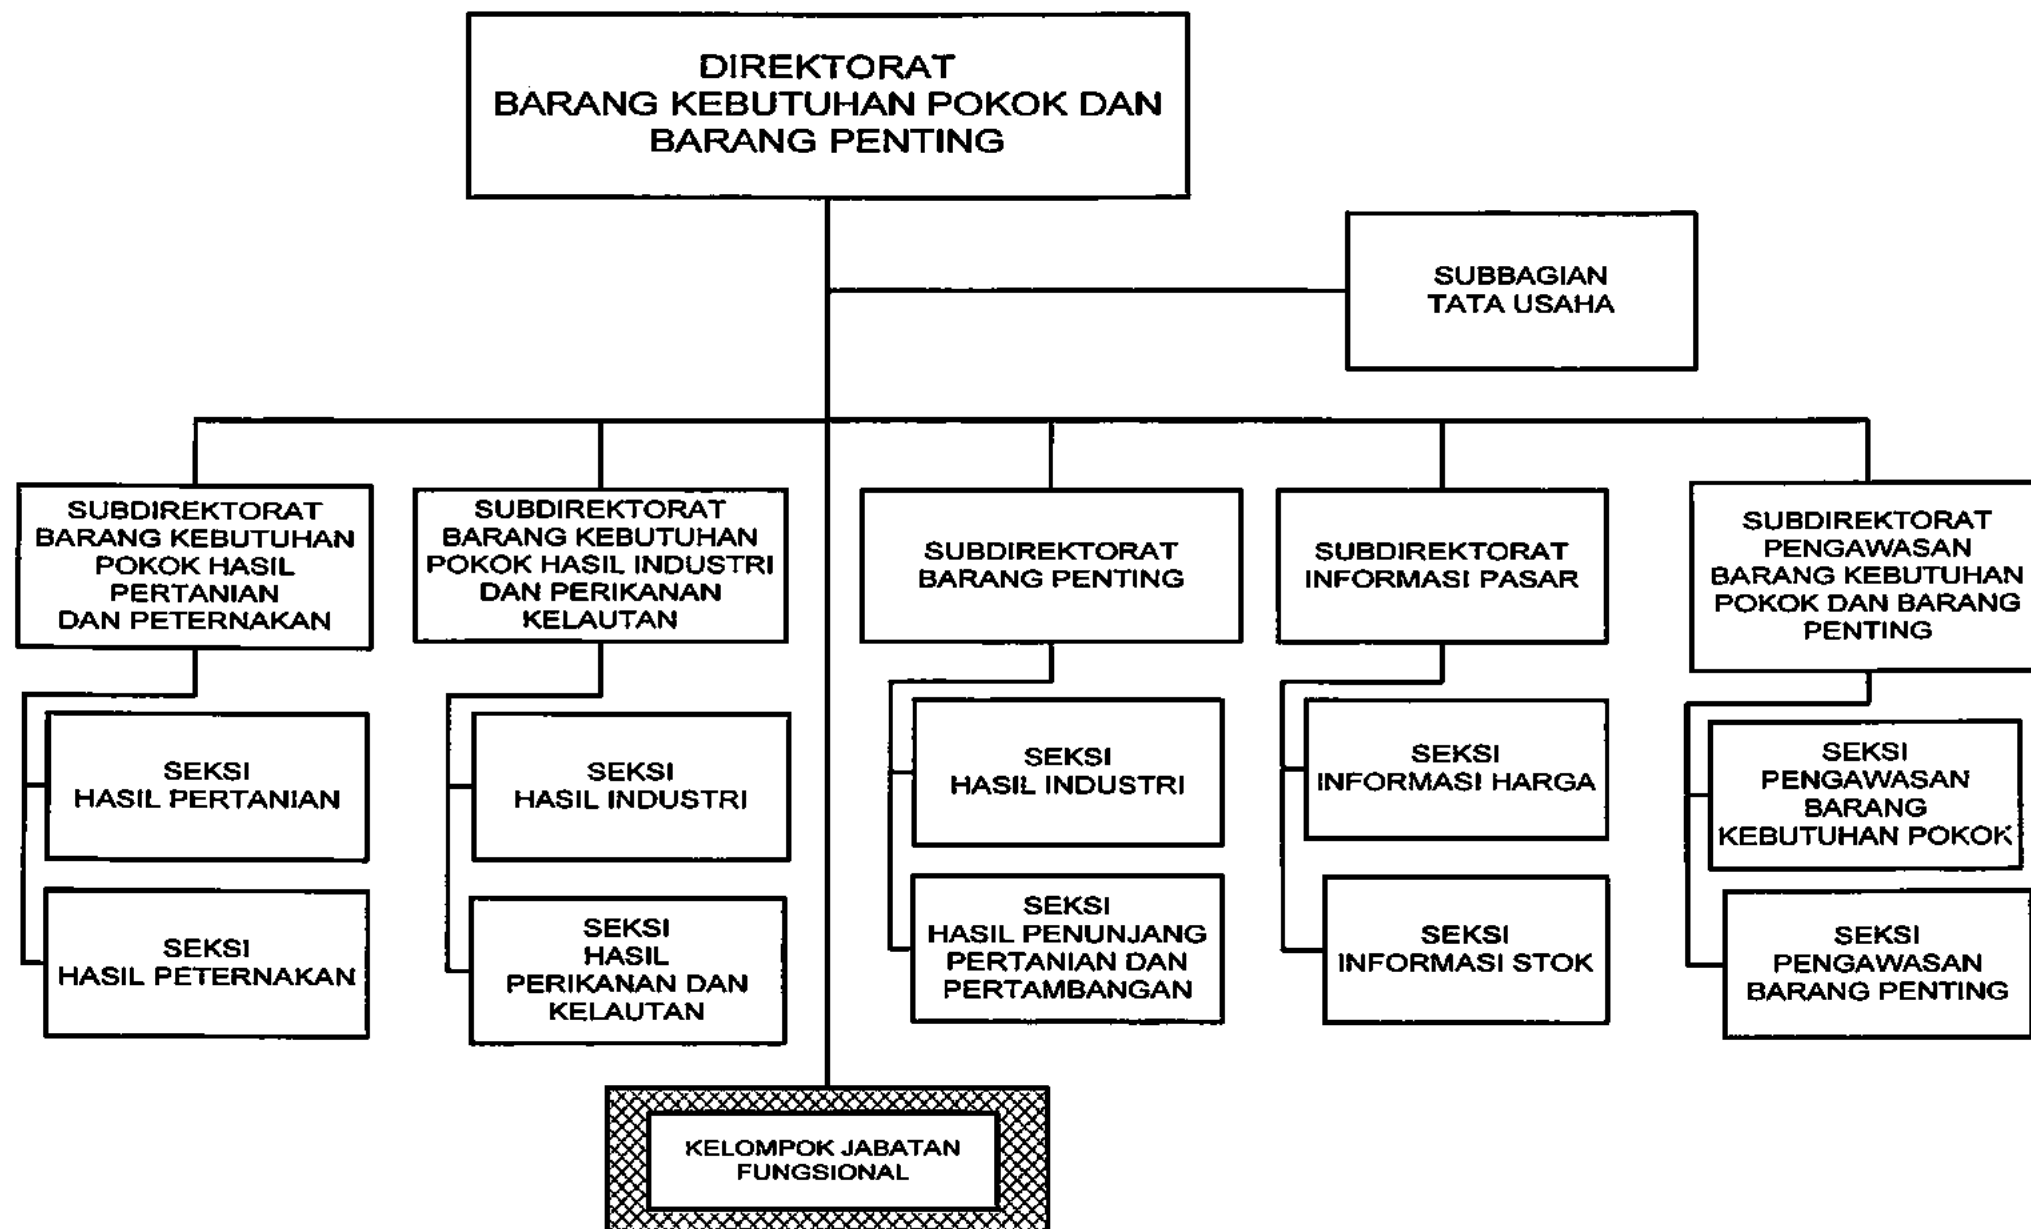 DIREKTORAT
BARANG KEBUTUHAN POKOK DAN
BARANG PENTING
SUBBAGIAN
TATA USAHA
SUBDIREKTORAT
BARANG KEBUTUHAN
POKOK HASIL
PERTANIAN
DAN PETERNAKAN
SUBDIREKTORAT
BARANG KEBUTUHAN
POKOK HASIL INDUSTRI
DAN PERIKANAN
KELAUTAN
SUBDIREKTORAT
BARANG PENTING
SUBDIREKTORAT
INFORMASI PASAR
SUBDIREKTORAT
PENGAWASAN
BARANG KEBUTUHAN
POKOK DAN BARANG
PENTING
SEKSI
HASIL PERTANIAN
SEKSI
HASIL INDUSTRI
SEKSI
HASIL INDUSTRI
SEKSI
INFORMASI HARGA
SEKSI
PENGAWASAN
BARANG
KEBUTUHAN POKOK
SEKSI
HASIL PETERNAKAN
SEKSI
HASIL
PERIKANAN DAN
KELAUTAN
SEKSI
HASIL PENUNJANG
PERTANIAN DAN
PERTAMBANGAN
SEKSI
INFORMASI STOK
SEKSI
PENGAWASAN
BARANG PENTING
KELOMPOK JABATAN
FUNGSIONAL